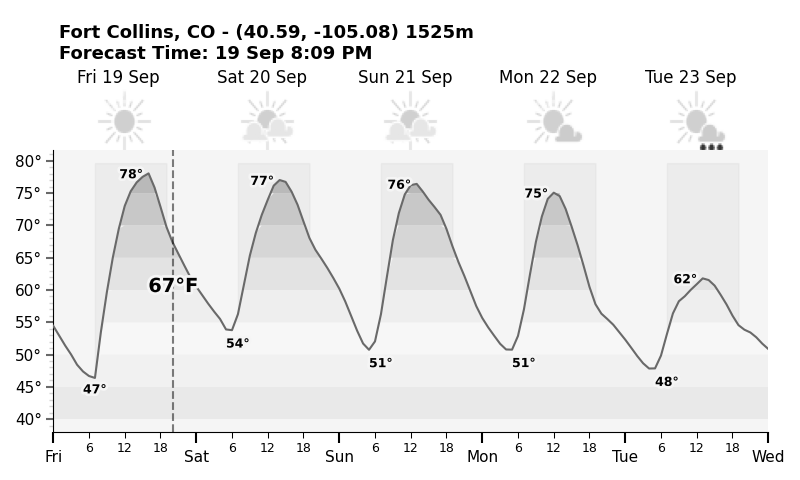 Fort Collins, CO - (40.59, -105.08) 1525m
Forecast Time: 19 Sep 8:09 PM
Fri 19 Sep Sat 20 Sep Sun 21 Sep Mon 22 Sep Tue 23 Sep
80°
75°
70°
65°
60°
55°
50°
45°
40°
78° 77° 76° 75° 62°
67°F
47° 54° 51° 51° 48°
6 12 18 6 12 18 6 12 18 6 12 18 6 12 18
Fri Sat Sun Mon Tue Wed